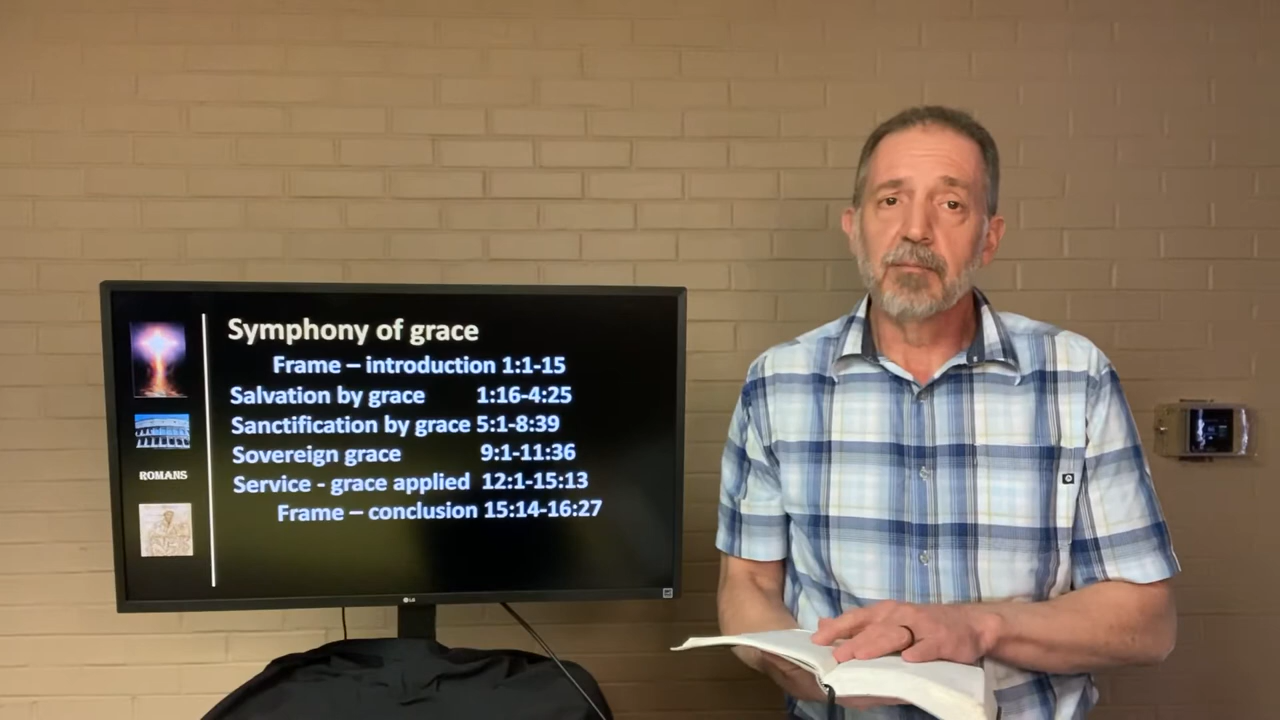 Symphony of grace
Frame – introduction 1:1-15
Salvation by grace 1:16-4:25
Sanctification by grace 5:1-8:39
Sovereign grace 9:1-11:36
Service - grace applied 12:1-15:13
Frame – conclusion 15:14-16:27
ROMANS
LG